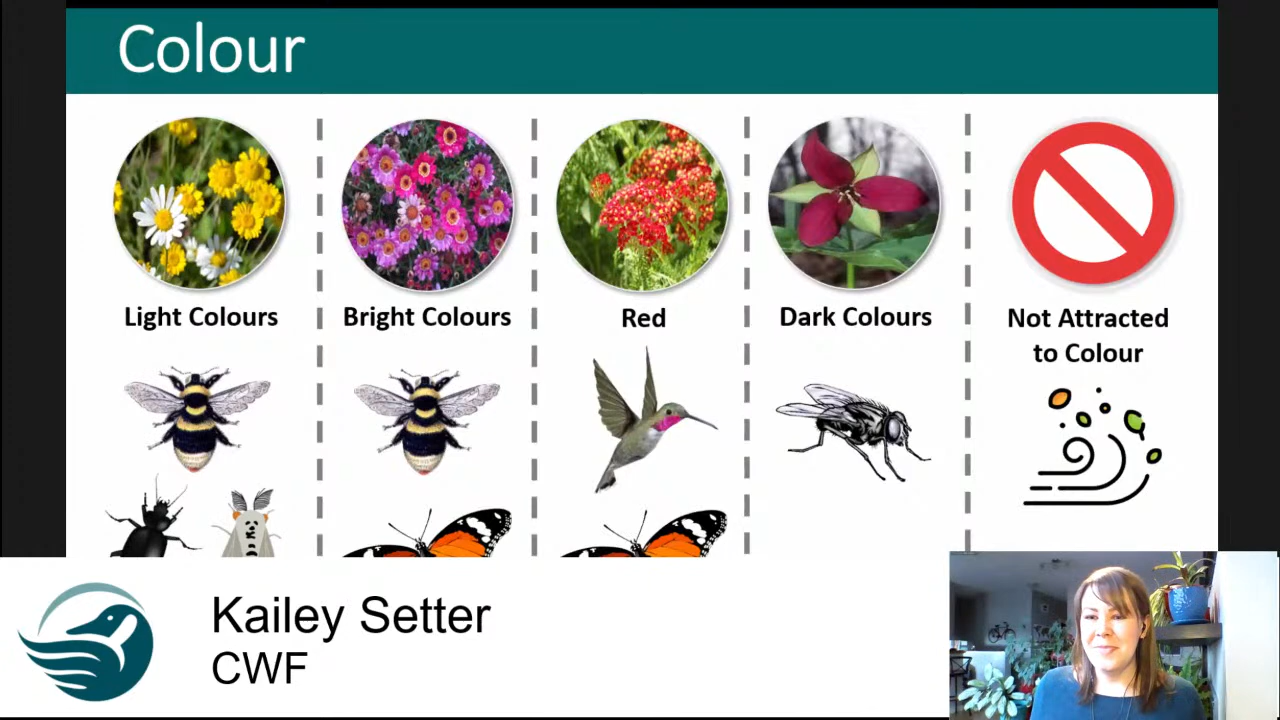 Colour
Light Colours
Bright Colours
Red
Dark Colours
Not Attracted
to Colour
Kailey Setter
CWF